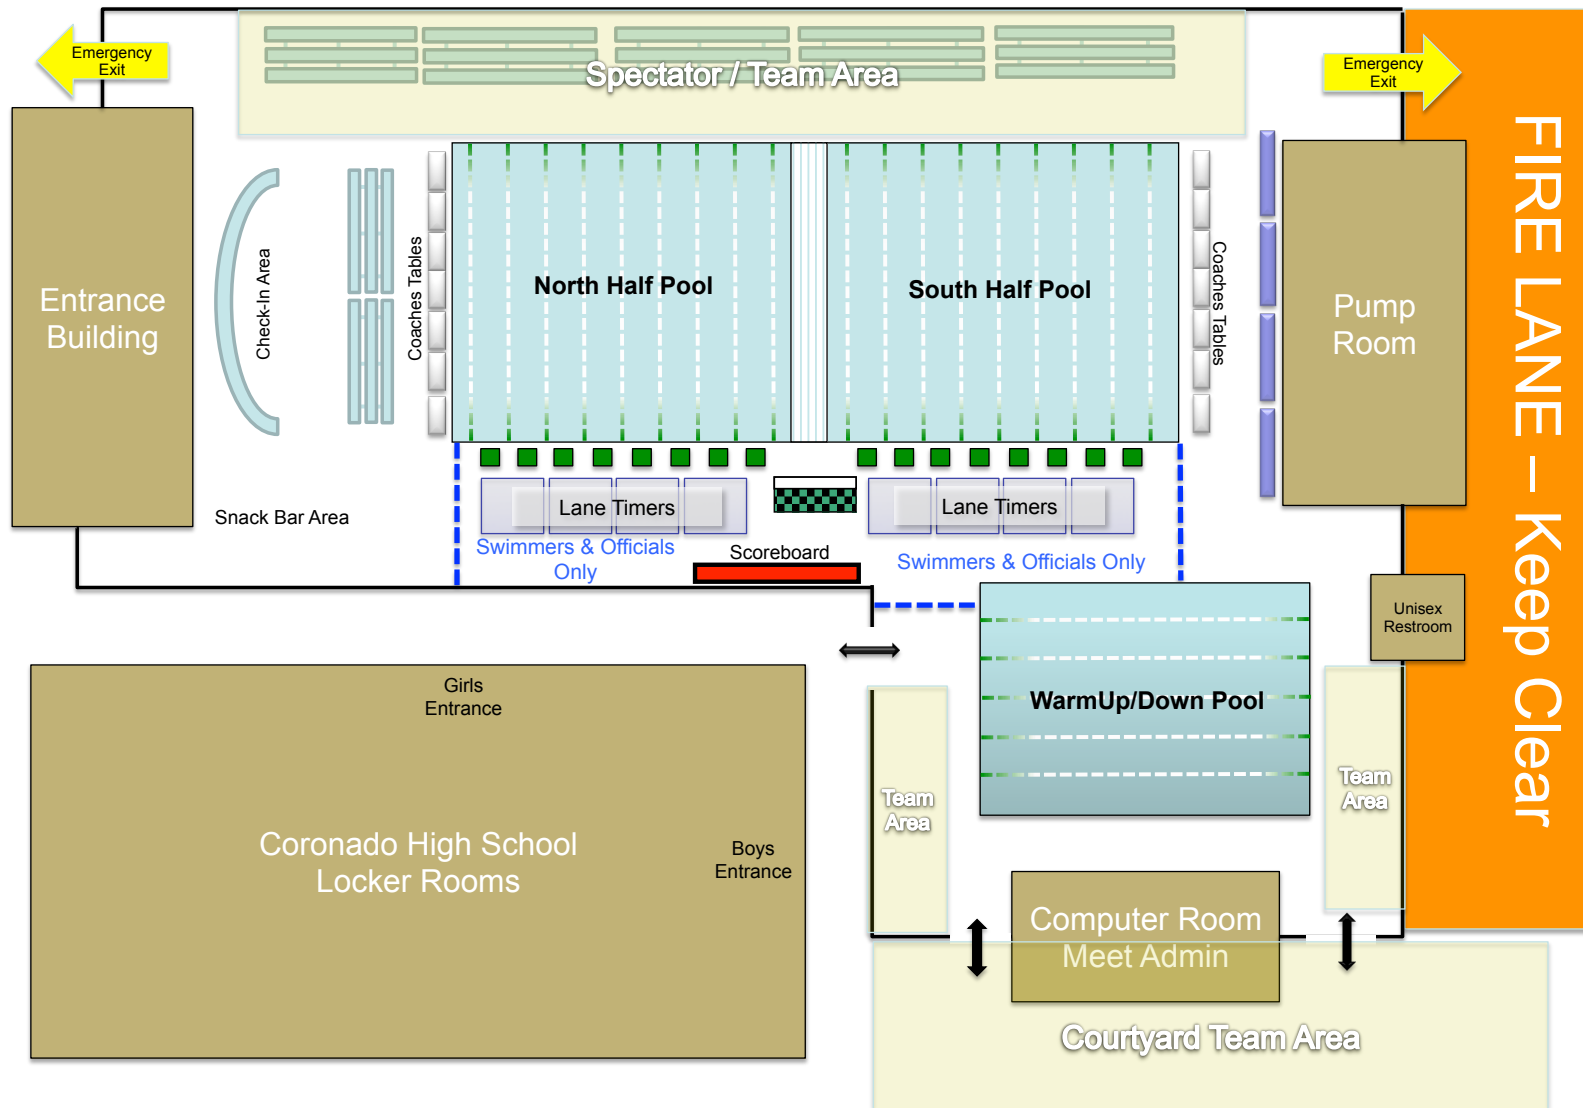 Emergency
Exit
Spectator / Team Area
Emergency
Exit
FIRE LANE – Keep Clear
Entrance
Building
Check-In Area
Coaches Tables
North Half Pool
South Half Pool
Coaches Tables
Pump
Room
Snack Bar Area
Lane Timers
Lane Timers
Swimmers & Officials
Only
Scoreboard
Swimmers & Officials Only
Unisex
Restroom
Girls
Entrance
WarmUp/Down Pool
Team
Area
Team
Area
Coronado High School
Locker Rooms
Boys
Entrance
Computer Room
Meet Admin
Courtyard Team Area